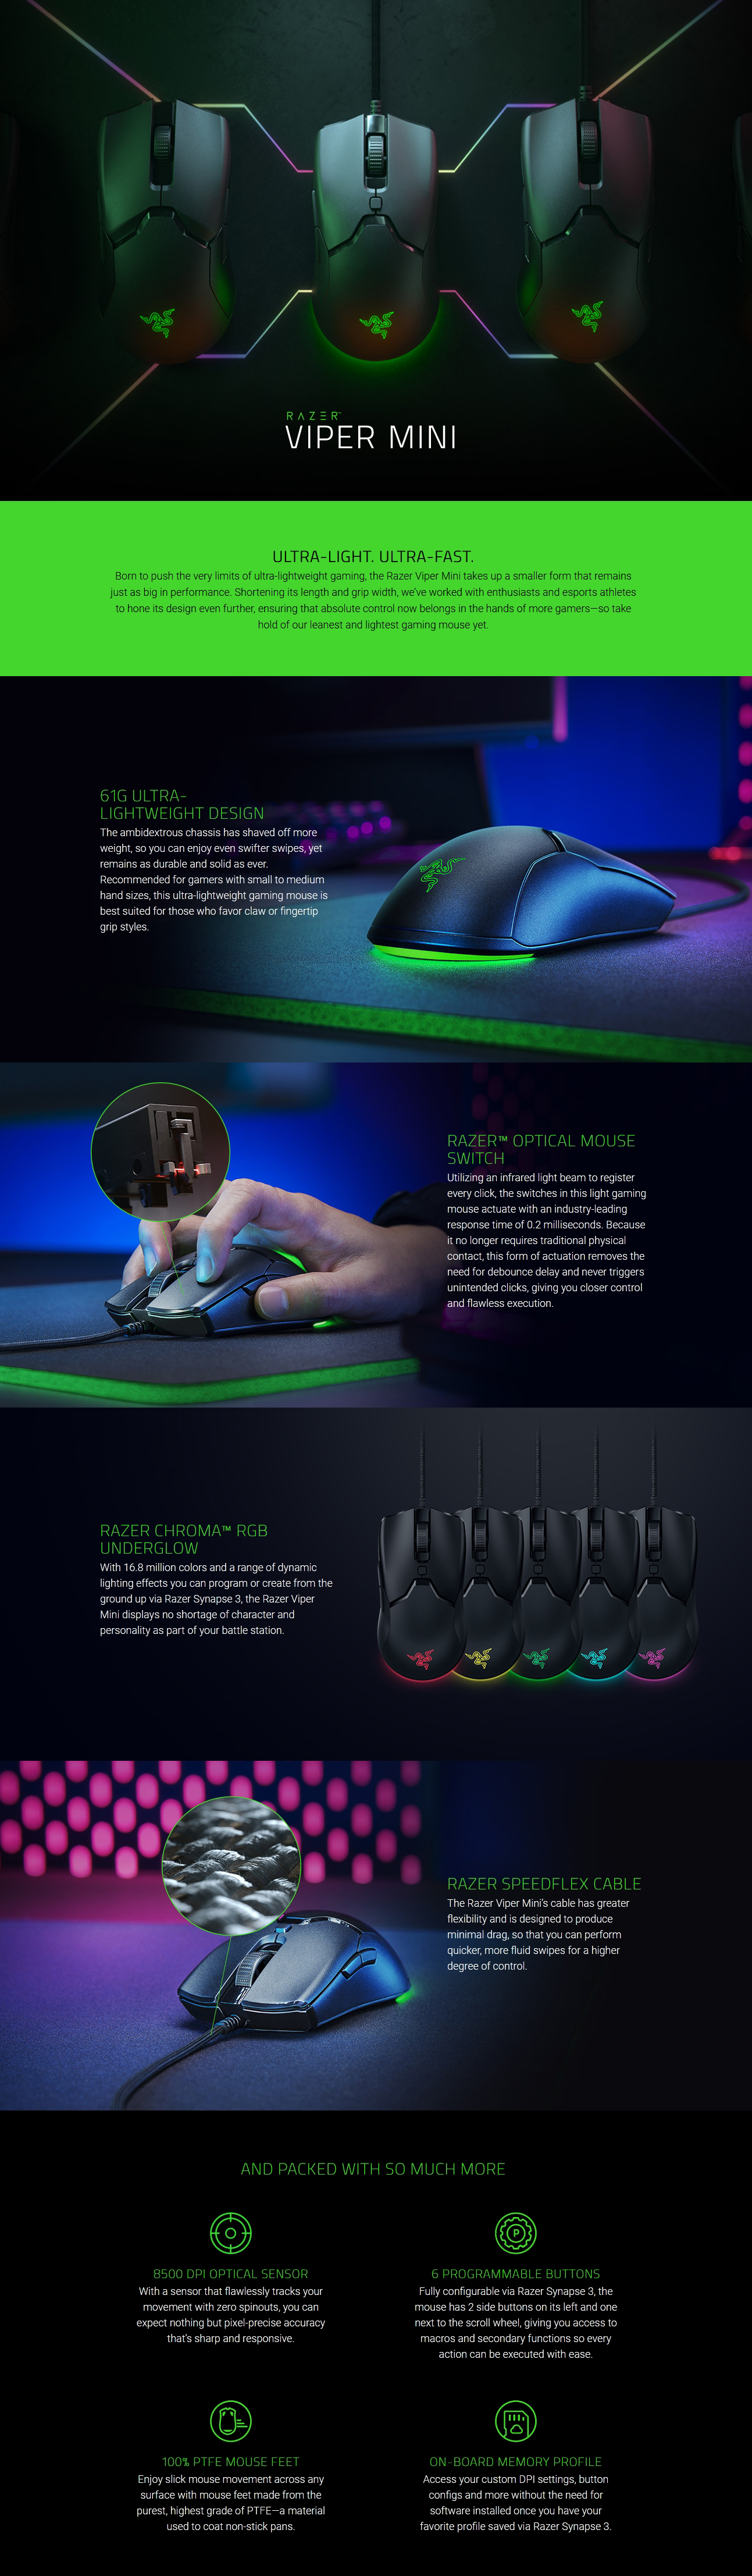 RAZER™
VIPER MINI
ULTRA-LIGHT. ULTRA-FAST.
Born to push the very limits of ultra-lightweight gaming, the Razer Viper Mini takes up a smaller form that remains
just as big in performance. Shortening its length and grip width, we've worked with enthusiasts and esports athletes
to hone its design even further, ensuring that absolute control now belongs in the hands of more gamers—so take
hold of our leanest and lightest gaming mouse yet.
61G ULTRA-
LIGHTWEIGHT DESIGN
The ambidextrous chassis has shaved off more
weight, so you can enjoy even swifter swipes, yet
remains as durable and solid as ever.
Recommended for gamers with small to medium
hand sizes, this ultra-lightweight gaming mouse is
best suited for those who favor claw or fingertip
grip styles.
RAZER™ OPTICAL MOUSE
SWITCH
Utilizing an infrared light beam to register
every click, the switches in this light gaming
mouse actuate with an industry-leading
response time of 0.2 milliseconds. Because
it no longer requires traditional physical
contact, this form of actuation removes the
need for debounce delay and never triggers
unintended clicks, giving you closer control
and flawless execution.
RAZER CHROMA™ RGB
UNDERGLOW
With 16.8 million colors and a range of dynamic
lighting effects you can program or create from the
ground up via Razer Synapse 3, the Razer Viper
Mini displays no shortage of character and
personality as part of your battle station.
RAZER SPEEDFLEX CABLE
The Razer Viper Mini's cable has greater
flexibility and is designed to produce
minimal drag, so that you can perform
quicker, more fluid swipes for a higher
degree of control.
AND PACKED WITH SO MUCH MORE
8500 DPI OPTICAL SENSOR
With a sensor that flawlessly tracks your
movement with zero spinouts, you can
expect nothing but pixel-precise accuracy
that's sharp and responsive.
P
6 PROGRAMMABLE BUTTONS
Fully configurable via Razer Synapse 3, the
mouse has 2 side buttons on its left and one
next to the scroll wheel, giving you access to
macros and secondary functions so every
action can be executed with ease.
100% PTFE MOUSE FEET
Enjoy slick mouse movement across any
surface with mouse feet made from the
purest, highest grade of PTFE—a material
used to coat non-stick pans.
ON-BOARD MEMORY PROFILE
Access your custom DPI settings, button
configs and more without the need for
software installed once you have your
favorite profile saved via Razer Synapse 3.